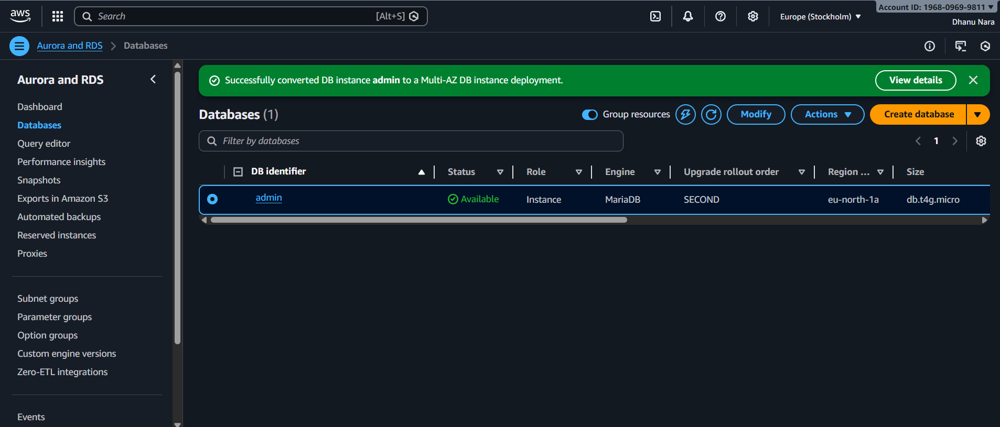 aws
Search [Alt+S]
Europe (Stockholm)
Account ID: 1968-0969-9811
Dhanu Nara
Aurora and RDS
Databases
Aurora and RDS
Dashboard
Databases
Query editor
Performance insights
Snapshots
Exports in Amazon S3
Automated backups
Reserved instances
Proxies
Subnet groups
Parameter groups
Option groups
Custom engine versions
Zero-ETL integrations
Events
Successfully converted DB instance admin to a Multi-AZ DB instance deployment.
View details
Databases (1)
Group resources
Modify
Actions
Create database
Filter by databases
1
DB identifier Status Role Engine Upgrade rollout order Region ... Size
admin Available Instance MariaDB SECOND eu-north-1a db.t4g.micro